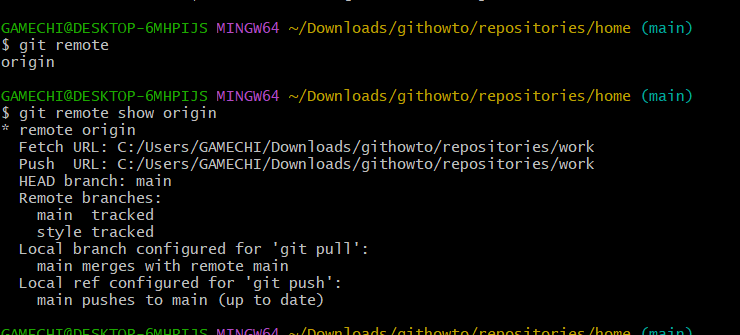 GAMECHI@DESKTOP-6MHPIJS MINGW64 ~/Downloads/githowto/repositories/home (main)
$ git remote
origin
GAMECHI@DESKTOP-6MHPIJS MINGW64 ~/Downloads/githowto/repositories/home (main)
$ git remote show origin
* remote origin
  Fetch URL: C:/Users/GAMECHI/Downloads/githowto/repositories/work
  Push  URL: C:/Users/GAMECHI/Downloads/githowto/repositories/work
  HEAD branch: main
  Remote branches:
    main  tracked
    style tracked
  Local branch configured for 'git pull':
    main merges with remote main
  Local ref configured for 'git push':
    main pushes to main (up to date)
GAMECHI@DESKTOP-6MHPIJS MINGW64 ~/Downloads/githowto/repositories/home (main)